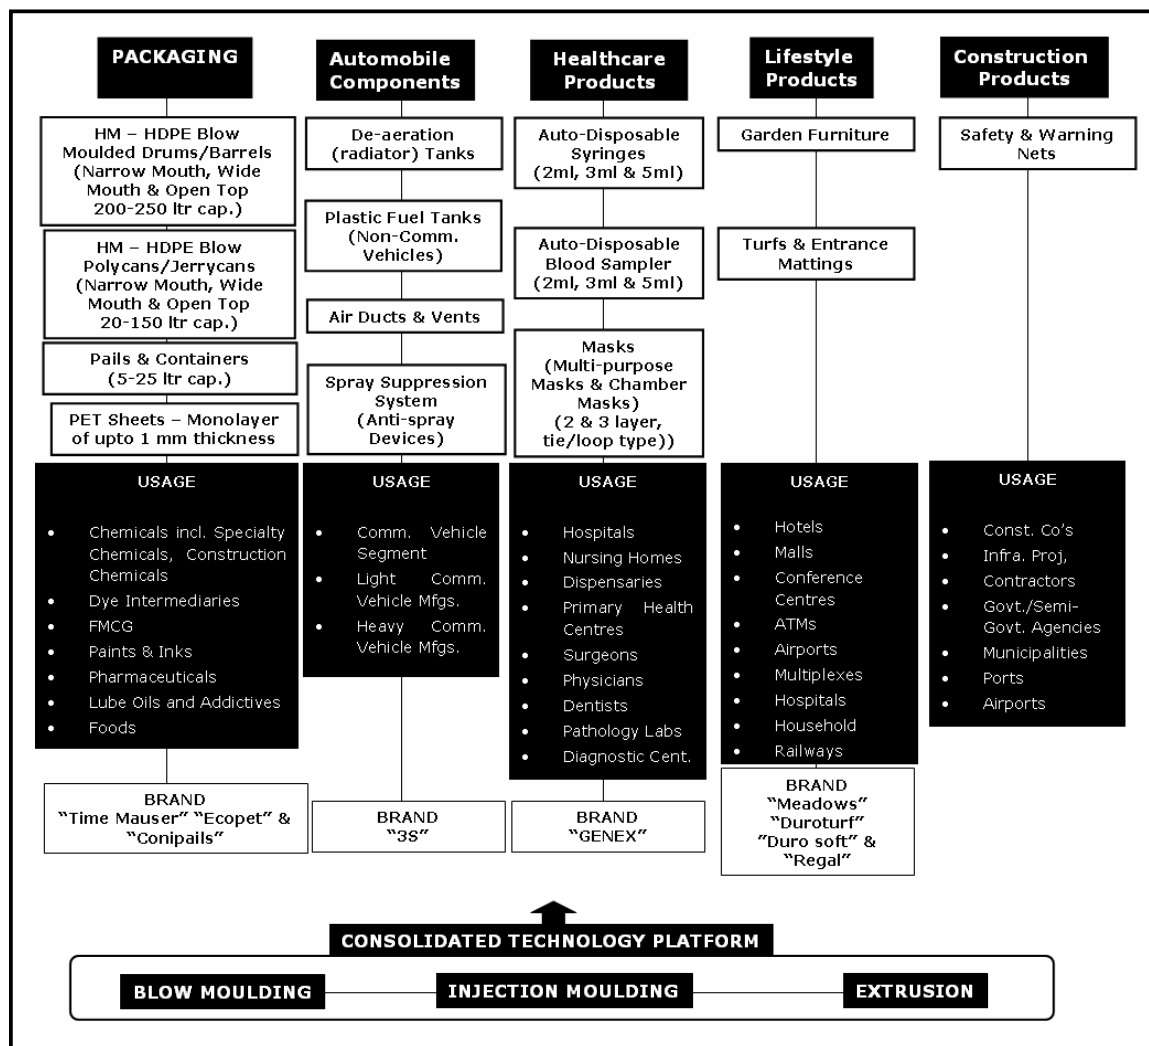 PACKAGING
HM – HDPE Blow
Moulded Drums/Barrels
(Narrow Mouth, Wide
Mouth & Open Top
200-250 ltr cap.)
HM – HDPE Blow
Polycans/Jerrycans
(Narrow Mouth, Wide
Mouth & Open Top
20-150 ltr cap.)
Pails & Containers
(5-25 ltr cap.)
PET Sheets – Monolayer
of upto 1 mm thickness
USAGE
• Chemicals incl. Specialty
Chemicals, Construction
Chemicals
• Dye Intermediaries
• FMCG
• Paints & Inks
• Pharmaceuticals
• Lube Oils and Addictives
• Foods
BRAND
“Time Mauser” “Ecopet” &
“Conipails”
Automobile
Components
De-aeration
(radiator) Tanks
Plastic Fuel Tanks
(Non-Comm.
Vehicles)
Air Ducts & Vents
Spray Suppression
System
(Anti-spray
Devices)
USAGE
• Comm. Vehicle
Segment
• Light Comm.
Vehicle Mfgs.
• Heavy Comm.
Vehicle Mfgs.
BRAND
“3S”
Healthcare
Products
Auto-Disposable
Syringes
(2ml, 3ml & 5ml)
Auto-Disposable
Blood Sampler
(2ml, 3ml & 5ml)
Masks
(Multi-purpose
Masks & Chamber
Masks)
(2 & 3 layer,
tie/loop type))
USAGE
• Hospitals
• Nursing Homes
• Dispensaries
• Primary Health
Centres
• Surgeons
• Physicians
• Dentists
• Pathology Labs
• Diagnostic Cent.
BRAND
“GENEX”
Lifestyle
Products
Garden Furniture
Turfs & Entrance
Mattings
USAGE
• Hotels
• Malls
• Conference
Centres
• ATMs
• Airports
• Multiplexes
• Hospitals
• Household
• Railways
BRAND
“Meadows”
“Duroturf”
”Duro soft” &
“Regal”
Construction
Products
Safety & Warning
Nets
USAGE
• Const. Co’s
• Infra. Proj,
• Contractors
• Govt./Semi-
Govt. Agencies
• Municipalities
• Ports
• Airports
CONSOLIDATED TECHNOLOGY PLATFORM
BLOW MOULDING
INJECTION MOULDING
EXTRUSION